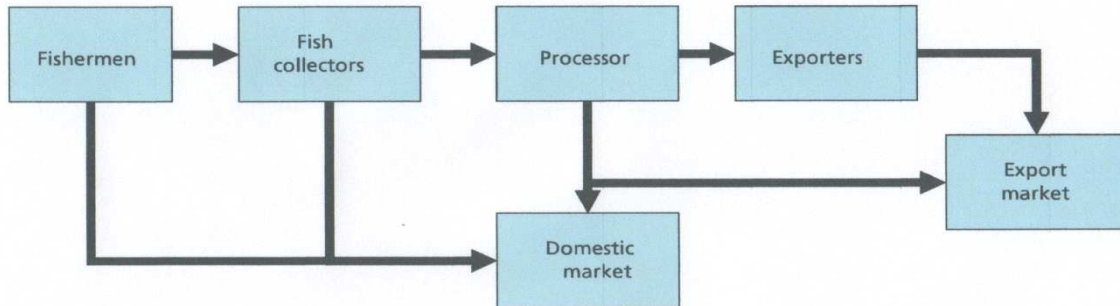 Fishermen
Fish
collectors
Processor
Exporters
Export
market
Domestic
market